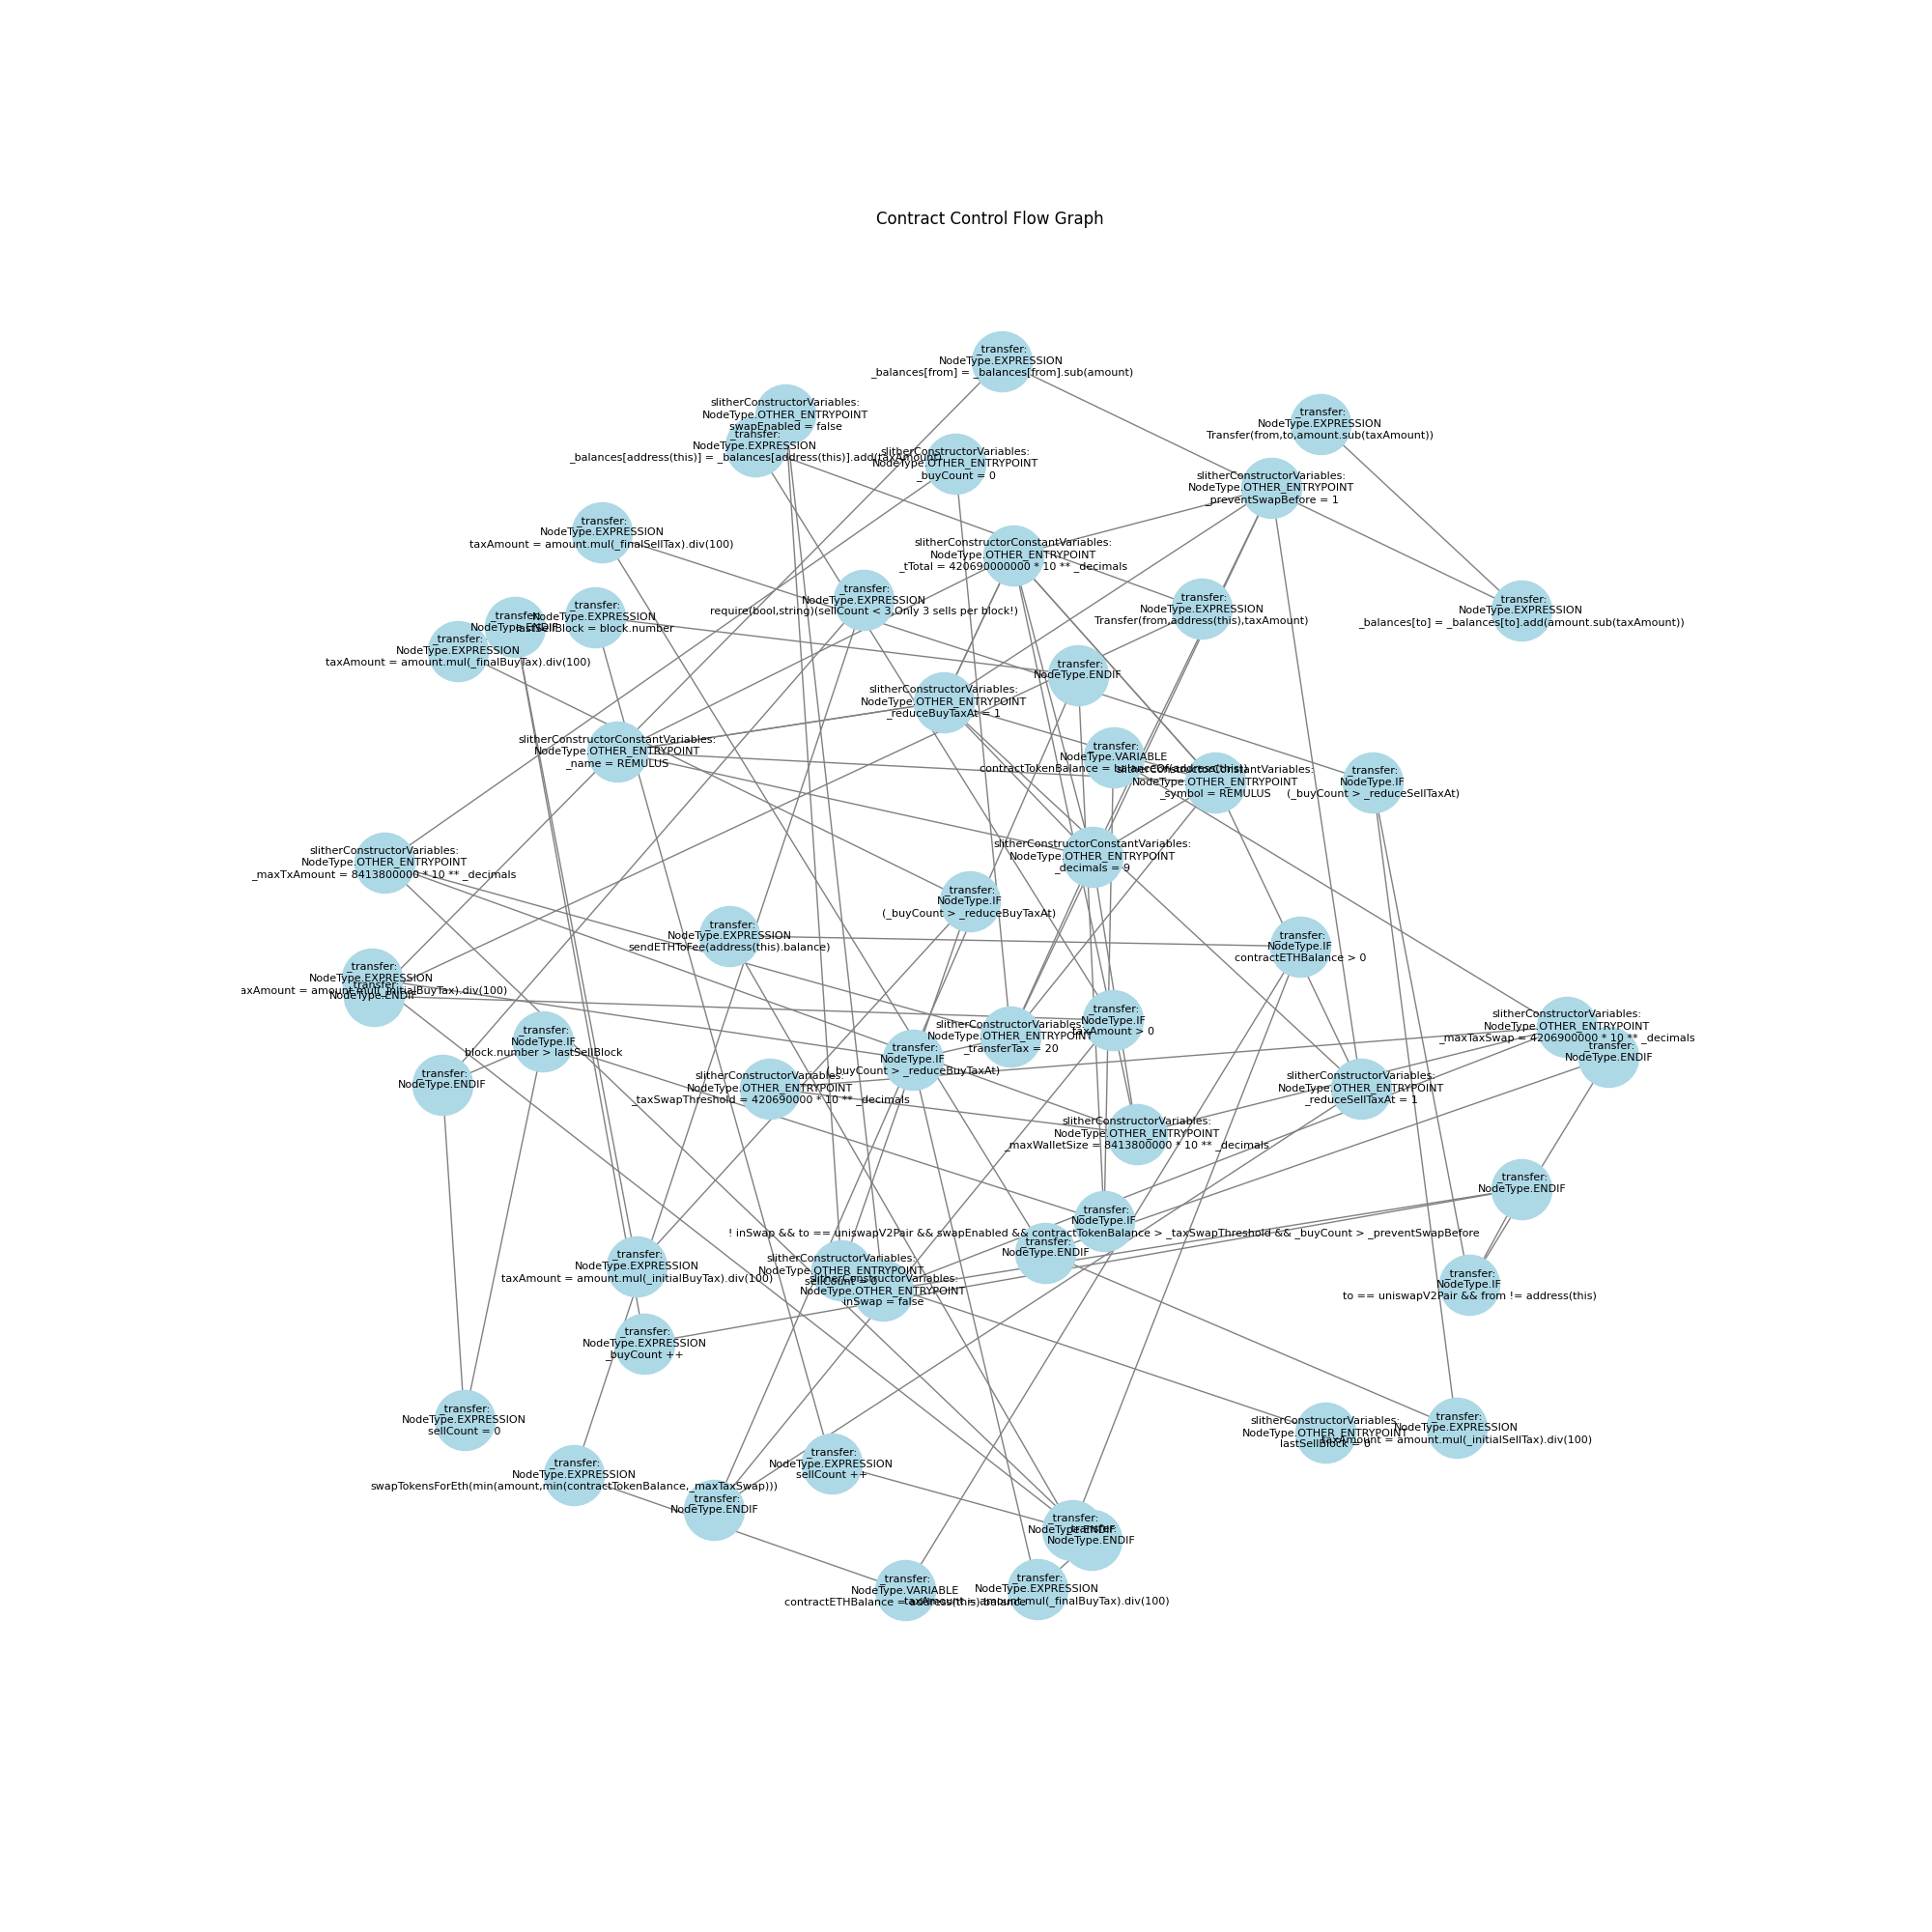 Contract Control Flow Graph
_transfer:
NodeType.EXPRESSION
_balances[from] = _balances[from].sub(amount)
slitherConstructorVariables:
NodeType.OTHER_ENTRYPOINT
swapEnabled = false
_transfer:
NodeType.EXPRESSION
Transfer(from,to,amount.sub(taxAmount))
_transfer:
NodeType.EXPRESSION
_balances[address(this)] = _balances[address(this)].add(taxAmount)
slitherConstructorVariables:
NodeType.OTHER_ENTRYPOINT
_buyCount = 0
slitherConstructorVariables:
NodeType.OTHER_ENTRYPOINT
_preventSwapBefore = 1
_transfer:
NodeType.EXPRESSION
taxAmount = amount.mul(_finalSellTax).div(100)
slitherConstructorConstantVariables:
NodeType.OTHER_ENTRYPOINT
_tTotal = 420690000000 * 10 ** _decimals
_transfer:
NodeType.EXPRESSION
require(bool,string)(sellCount < 3,Only 3 sells per block!)
_transfer:
NodeType.EXPRESSION
Transfer(from,address(this),taxAmount)
_transfer:
NodeType.EXPRESSION
_balances[to] = _balances[to].add(amount.sub(taxAmount))
_transfer:
NodeType.EXPRESSION
lastSellBlock = block.number
_transfer:
NodeType.ENDIF
_transfer:
NodeType.EXPRESSION
taxAmount = amount.mul(_finalBuyTax).div(100)
_transfer:
NodeType.ENDIF
slitherConstructorVariables:
NodeType.OTHER_ENTRYPOINT
_reduceBuyTaxAt = 1
slitherConstructorConstantVariables:
NodeType.OTHER_ENTRYPOINT
_name = REMULUS
_transfer:
NodeType.VARIABLE
contractTokenBalance = balanceOf(address(this))
slitherConstructorConstantVariables:
NodeType.OTHER_ENTRYPOINT
_symbol = REMULUS
_transfer:
NodeType.IF
(_buyCount > _reduceSellTaxAt)
slitherConstructorVariables:
NodeType.OTHER_ENTRYPOINT
_maxTxAmount = 8413800000 * 10 ** _decimals
slitherConstructorConstantVariables:
NodeType.OTHER_ENTRYPOINT
_decimals = 9
_transfer:
NodeType.IF
(_buyCount > _reduceBuyTaxAt)
_transfer:
NodeType.EXPRESSION
sendETHToFee(address(this).balance)
_transfer:
NodeType.IF
contractETHBalance > 0
_transfer:
NodeType.EXPRESSION
axAmount = amount.mul(_initialBuyTax).div(100)
_transfer:
NodeType.ENDIF
_transfer:
NodeType.IF
taxAmount > 0
slitherConstructorVariables:
NodeType.OTHER_ENTRYPOINT
_maxTaxSwap = 4206900000 * 10 ** _decimals
_transfer:
NodeType.IF
block.number > lastSellBlock
slitherConstructorVariables:
NodeType.OTHER_ENTRYPOINT
_transferTax = 20
_transfer:
NodeType.ENDIF
_transfer:
NodeType.IF
(_buyCount > _reduceBuyTaxAt)
_transfer:
NodeType.ENDIF
slitherConstructorVariables:
NodeType.OTHER_ENTRYPOINT
_taxSwapThreshold = 420690000 * 10 ** _decimals
slitherConstructorVariables:
NodeType.OTHER_ENTRYPOINT
_reduceSellTaxAt = 1
slitherConstructorVariables:
NodeType.OTHER_ENTRYPOINT
_maxWalletSize = 8413800000 * 10 ** _decimals
_transfer:
NodeType.ENDIF
_transfer:
NodeType.IF
! inSwap && to == uniswapV2Pair && swapEnabled && contractTokenBalance > _taxSwapThreshold && _buyCount > _preventSwapBefore
_transfer:
NodeType.ENDIF
_transfer:
NodeType.EXPRESSION
taxAmount = amount.mul(_initialBuyTax).div(100)
slitherConstructorVariables:
NodeType.OTHER_ENTRYPOINT
sellCount = 0
slitherConstructorVariables:
NodeType.OTHER_ENTRYPOINT
inSwap = false
_transfer:
NodeType.IF
to == uniswapV2Pair && from != address(this)
_transfer:
NodeType.EXPRESSION
_buyCount ++
_transfer:
NodeType.EXPRESSION
sellCount = 0
slitherConstructorVariables:
NodeType.OTHER_ENTRYPOINT
lastSellBlock = 0
_transfer:
NodeType.EXPRESSION
taxAmount = amount.mul(_initialSellTax).div(100)
_transfer:
NodeType.EXPRESSION
sellCount ++
_transfer:
NodeType.EXPRESSION
swapTokensForEth(min(amount,min(contractTokenBalance,_maxTaxSwap)))
_transfer:
NodeType.ENDIF
_transfer:
NodeType.ENDIF
_transfer:
NodeType.ENDIF
_transfer:
NodeType.VARIABLE
contractETHBalance = address(this).balance
_transfer:
NodeType.EXPRESSION
taxAmount = amount.mul(_finalBuyTax).div(100)